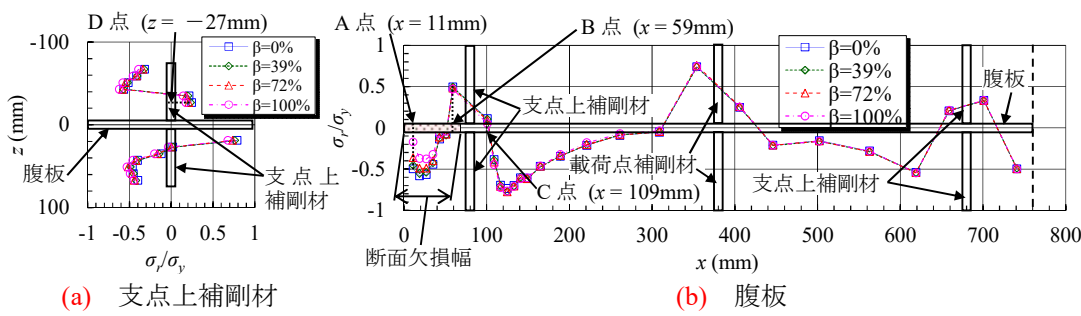 D 点 (z = －27mm)
-100
0
100
z (mm)
β=0%
β=39%
β=72%
β=100%
腹板
支点上
補剛材
-1 -0.5 0 0.5 1
σr/σy
(a) 支点上補剛材
A 点 (x = 11mm)
B 点 (x = 59mm)
1
0.5
0
-0.5
-1
σr/σy
β=0%
β=39%
β=72%
β=100%
支点上補剛材
腹板
載荷点補剛材
C 点 (x = 109mm)
支点上補剛材
0 100 200 300 400 500 600 700 800
断面欠損幅
x (mm)
(b) 腹板